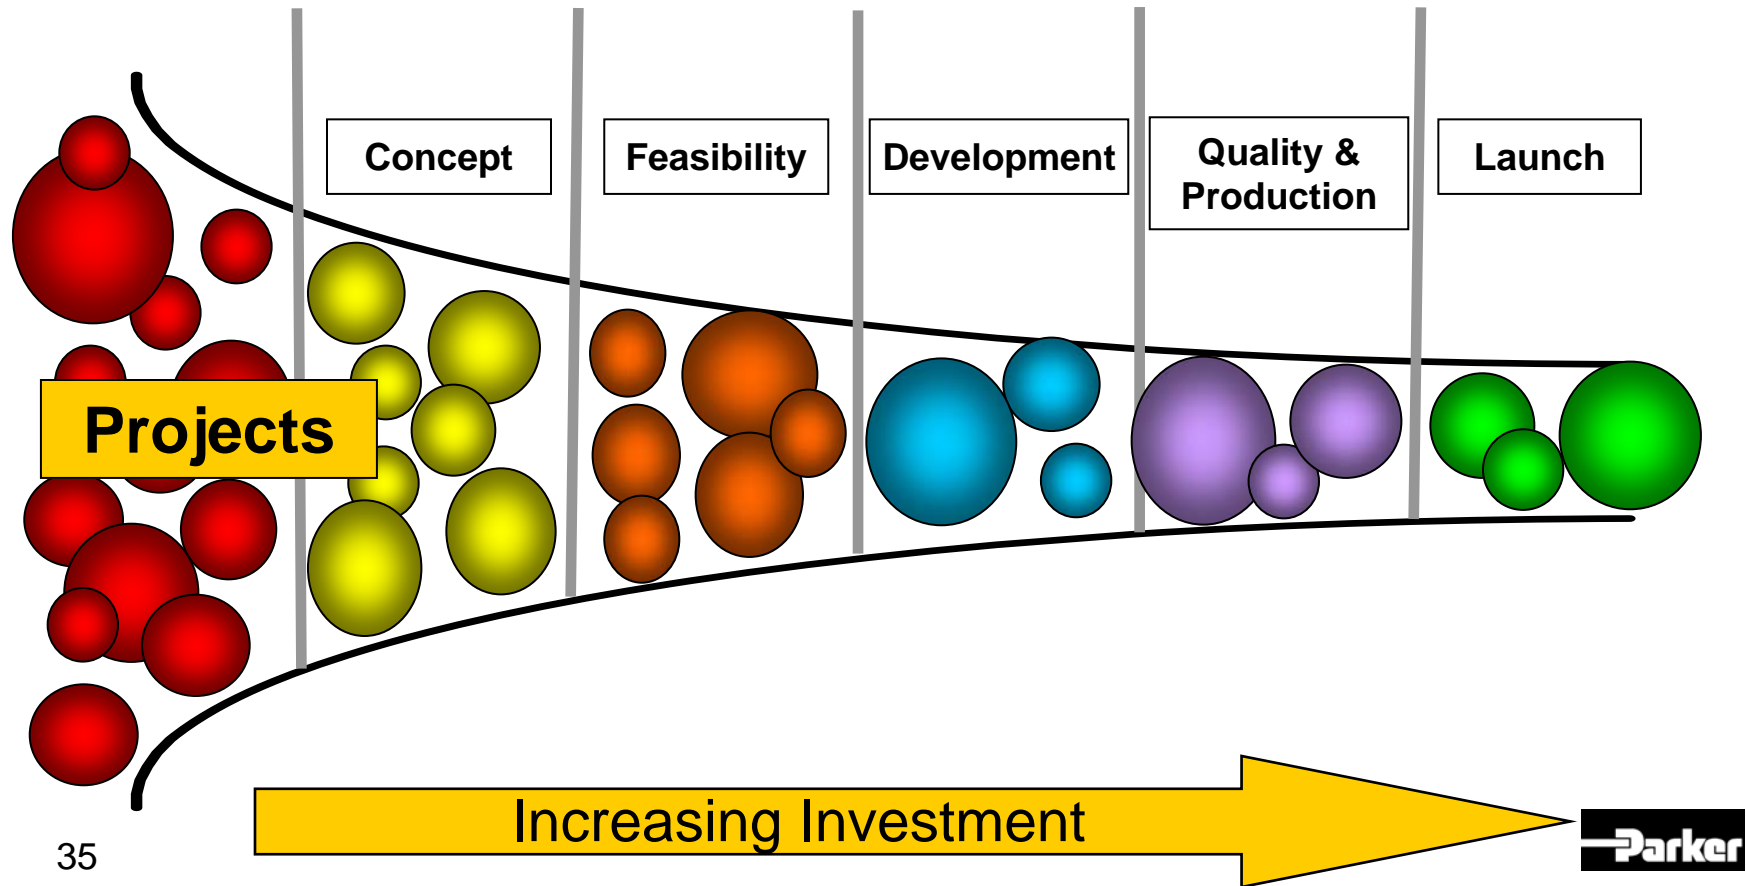 Concept
Feasibility
Development
Quality &
Production
Launch
Projects
Increasing Investment
35
Parker